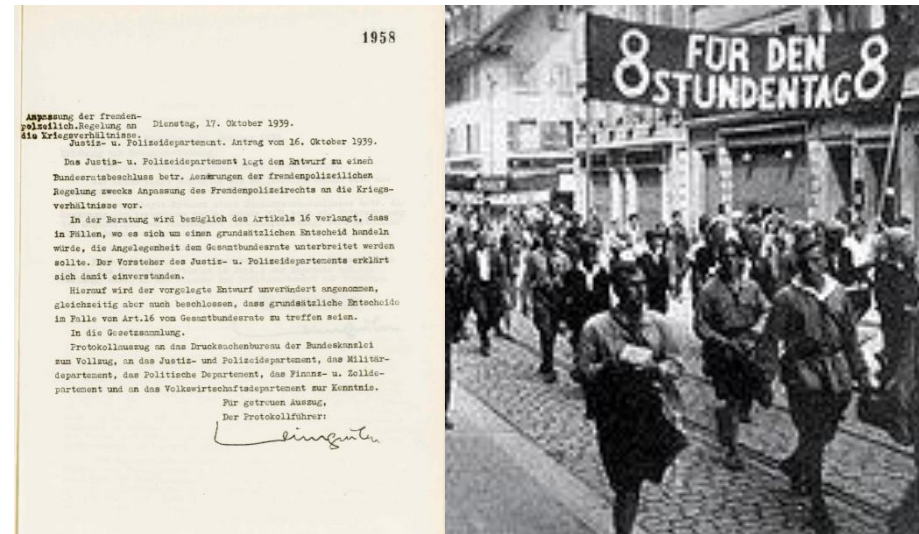 1958
Anpassung der fremden-
polzeilich.Regelung an
die Kriegsverhältnisse.
Dienstag, 17. Oktober 1939.
Justiz- u. Polizeidepartement. Antrag vom 16. Oktober 1939.
Das Justiz- u. Polizeidepartement legt den Entwurf zu einem
Bundesratsbeschluss betr. Aenderungen der fremdenpolizeilichen
Regelung zwecks Anpassung des Fremdenpolizeirechts an die Kriegs-
verhältnisse vor.
In der Beratung wird bezüglich des Artikels 16 verlangt, dass
in Fällen, wo es sich um einen grundsätzlichen Entscheid handeln
würde, die Angelegenheit dem Gesamtbundesrate unterbreitet werden
sollte. Der Vorsteher des Justiz- u. Polizeidepartements erklärt
sich damit einverstanden.
Hierauf wird der vorgelegte Entwurf unverändert angenommen,
gleichzeitig aber auch beschlossen, dass grundsätzliche Entscheide
im Falle von Art.16 vom Gesamtbundesrate zu treffen seien.
In die Gesetzsammlung.
Protokollauszug an das Drucksachenbureau der Bundeskanzlei
zum Vollzug, an das Justiz- und Polizeidepartement, das Militär-
departement, das Politische Departement, das Finanz- u. Zollde-
partement und an das Volkswirtschaftsdepartement zur Kenntnis.
Für getreuen Auszug,
Der Protokollführer:
8 FÜR DEN 8
STUNDENTAG